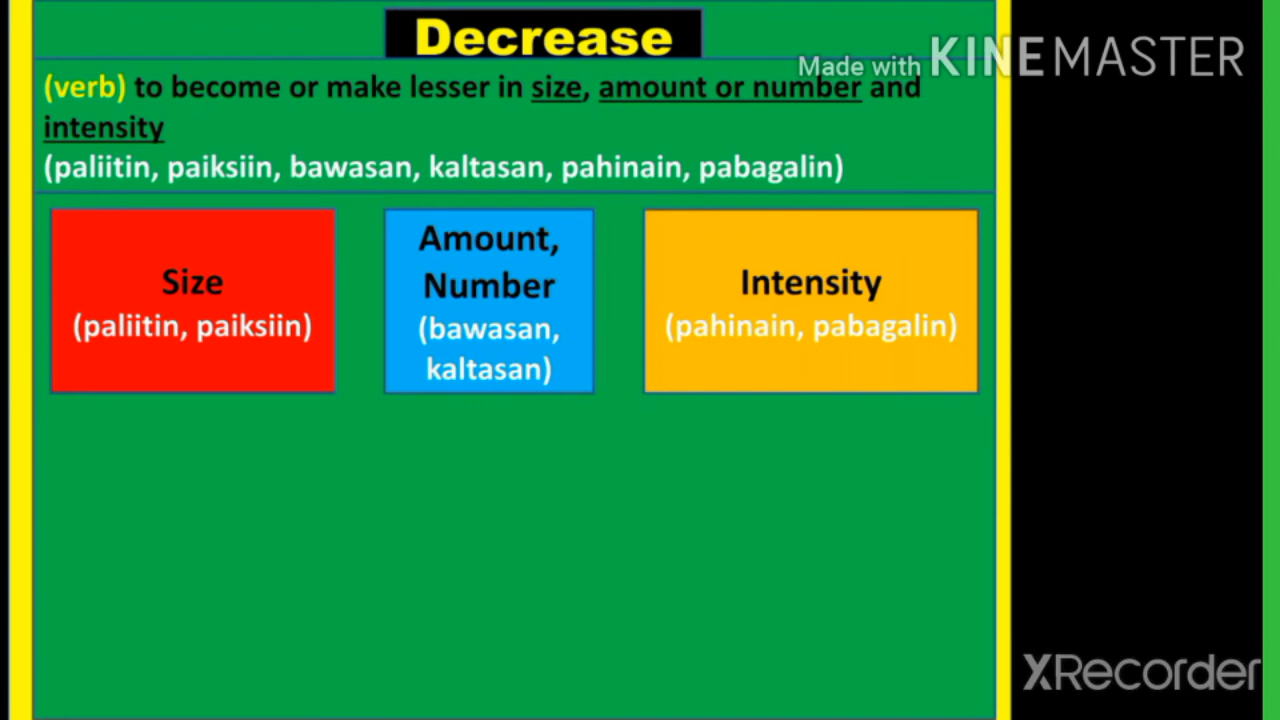 Decrease
Made with KINEMASTER
(verb) to become or make lesser in size, amount or number and
intensity
(paliitin, paiksiin, bawasan, kaltasan, pahinain, pabagalin)
Size
(paliitin, paiksiin)
Amount,
Number
(bawasan,
kaltasan)
Intensity
(pahinain, pabagalin)
XRecorder